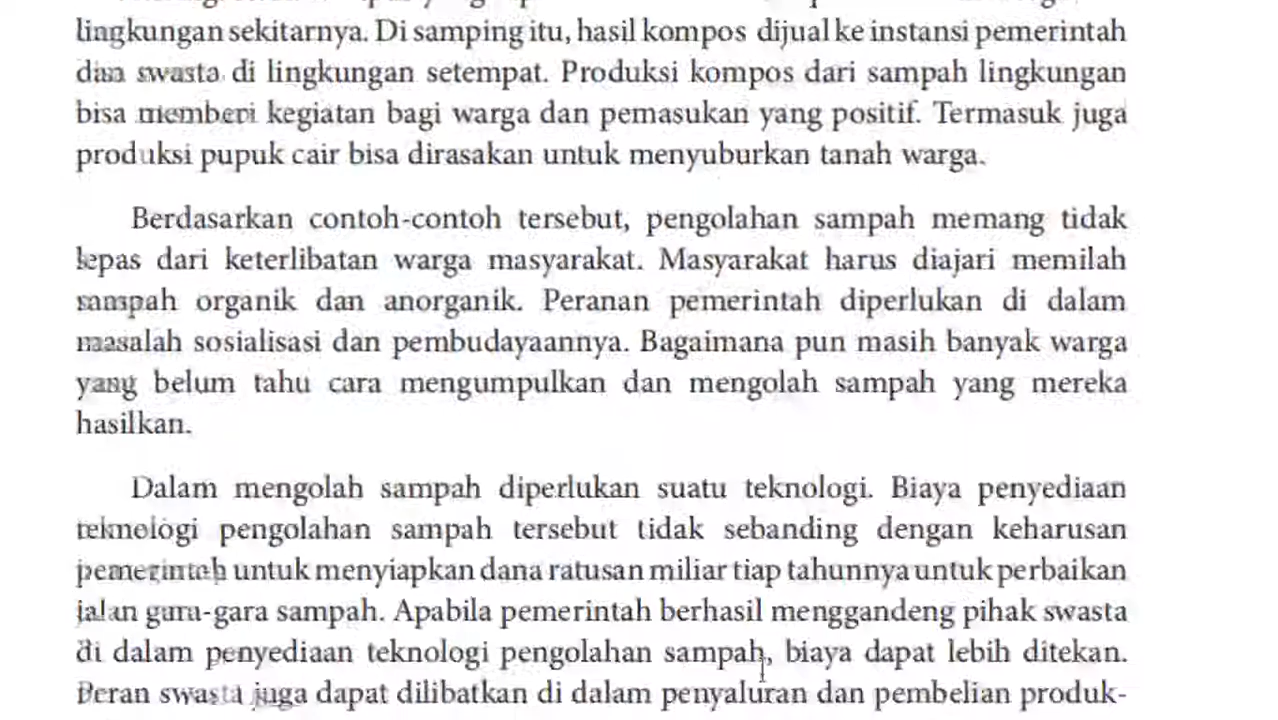 lingkungan sekitarnya. Di samping itu, hasil kompos dijual ke instansi pemerintah
dan swasta di lingkungan setempat. Produksi kompos dari sampah lingkungan
bisa memberi kegiatan bagi warga dan pemasukan yang positif. Termasuk juga
produksi pupuk cair bisa dirasakan untuk menyuburkan tanah warga.
Berdasarkan contoh-contoh tersebut, pengolahan sampah memang tidak
lepas dari keterlibatan warga masyarakat. Masyarakat harus diajari memilah
sampah organik dan anorganik. Peranan pemerintah diperlukan di dalam
masalah sosialisasi dan pembudayaannya. Bagaimana pun masih banyak warga
yang belum tahu cara mengumpulkan dan mengolah sampah yang mereka
hasilkan.
Dalam mengolah sampah diperlukan suatu teknologi. Biaya penyediaan
teknologi pengolahan sampah tersebut tidak sebanding dengan keharusan
pemerintah untuk menyiapkan dana ratusan miliar tiap tahunnya untuk perbaikan
jalan gara-gara sampah. Apabila pemerintah berhasil menggandeng pihak swasta
di dalam penyediaan teknologi pengolahan sampah, biaya dapat lebih ditekan.
Peran swasta juga dapat dilibatkan di dalam penyaluran dan pembelian produk-